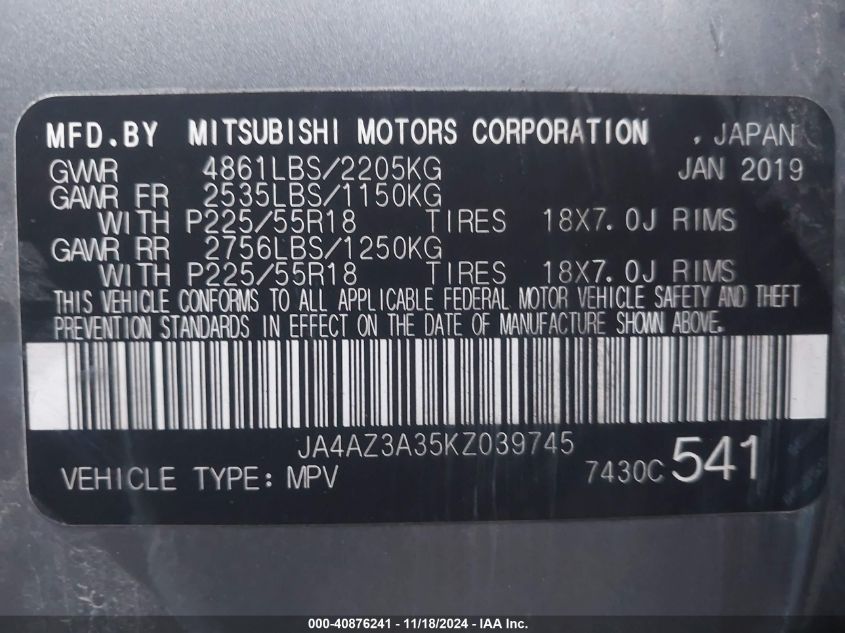 MFD.BY MITSUBISHI MOTORS CORPORATION , JAPAN
GVWR 4861LBS/2205KG JAN 2019
GAWR FR 2535LBS/1150KG
WITH P225/55R18 TIRES 18X7.0J RIMS
GAWR RR 2756LBS/1250KG
WITH P225/55R18 TIRES 18X7.0J RIMS
THIS VEHICLE CONFORMS TO ALL APPLICABLE FEDERAL MOTOR VEHICLE SAFETY AND THEFT
PREVENTION STANDARDS IN EFFECT ON THE DATE OF MANUFACTURE SHOWN ABOVE.
JA4AZ3A35KZ039745
VEHICLE TYPE: MPV 7430C 541
000-40876241 - 11/18/2024 - IAA Inc.